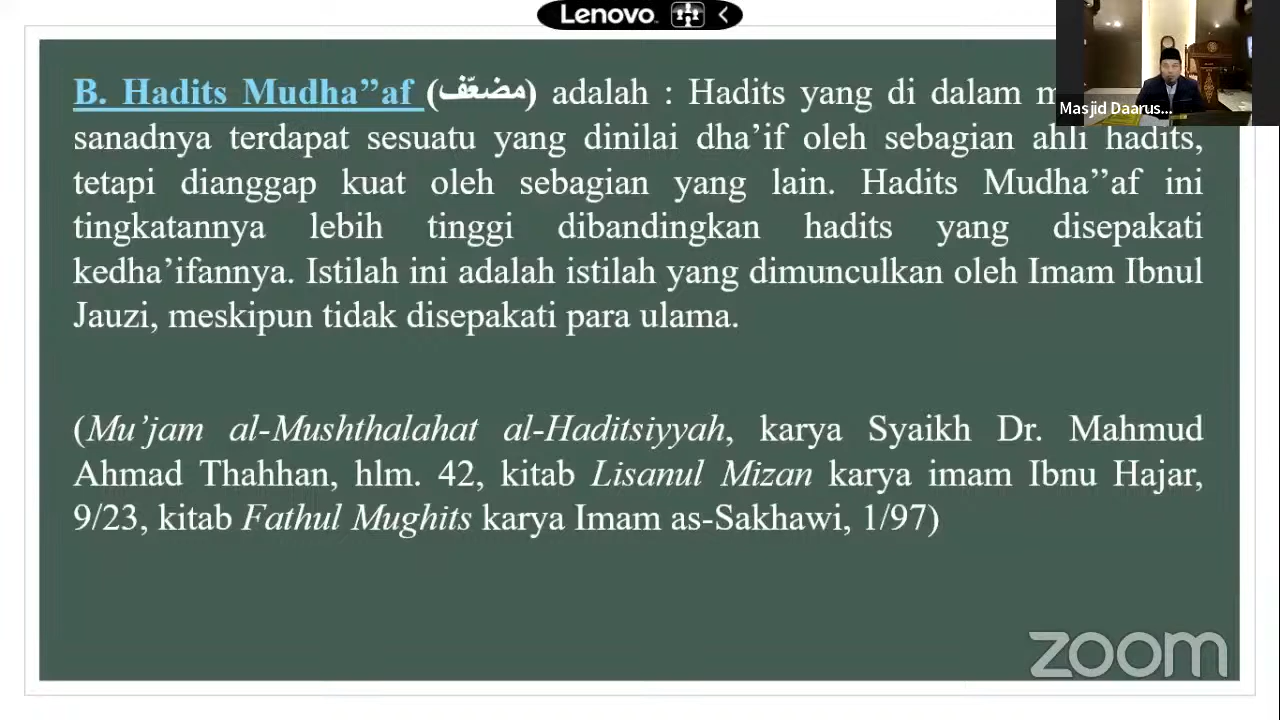 Lenovo
B. Hadits Mudha’’af (مضعّف) adalah : Hadits yang di dalam
Masjid Daarus...
sanadnya terdapat sesuatu yang dinilai dha’if oleh sebagian ahli hadits,
tetapi dianggap kuat oleh sebagian yang lain. Hadits Mudha’’af ini
tingkatannya lebih tinggi dibandingkan hadits yang disepakati
kedha’ifannya. Istilah ini adalah istilah yang dimunculkan oleh Imam Ibnul
Jauzi, meskipun tidak disepakati para ulama.
(Mu’jam al-Mushthalahat al-Haditsiyyah, karya Syaikh Dr. Mahmud
Ahmad Thahhan, hlm. 42, kitab Lisanul Mizan karya imam Ibnu Hajar,
9/23, kitab Fathul Mughits karya Imam as-Sakhawi, 1/97)
zoom